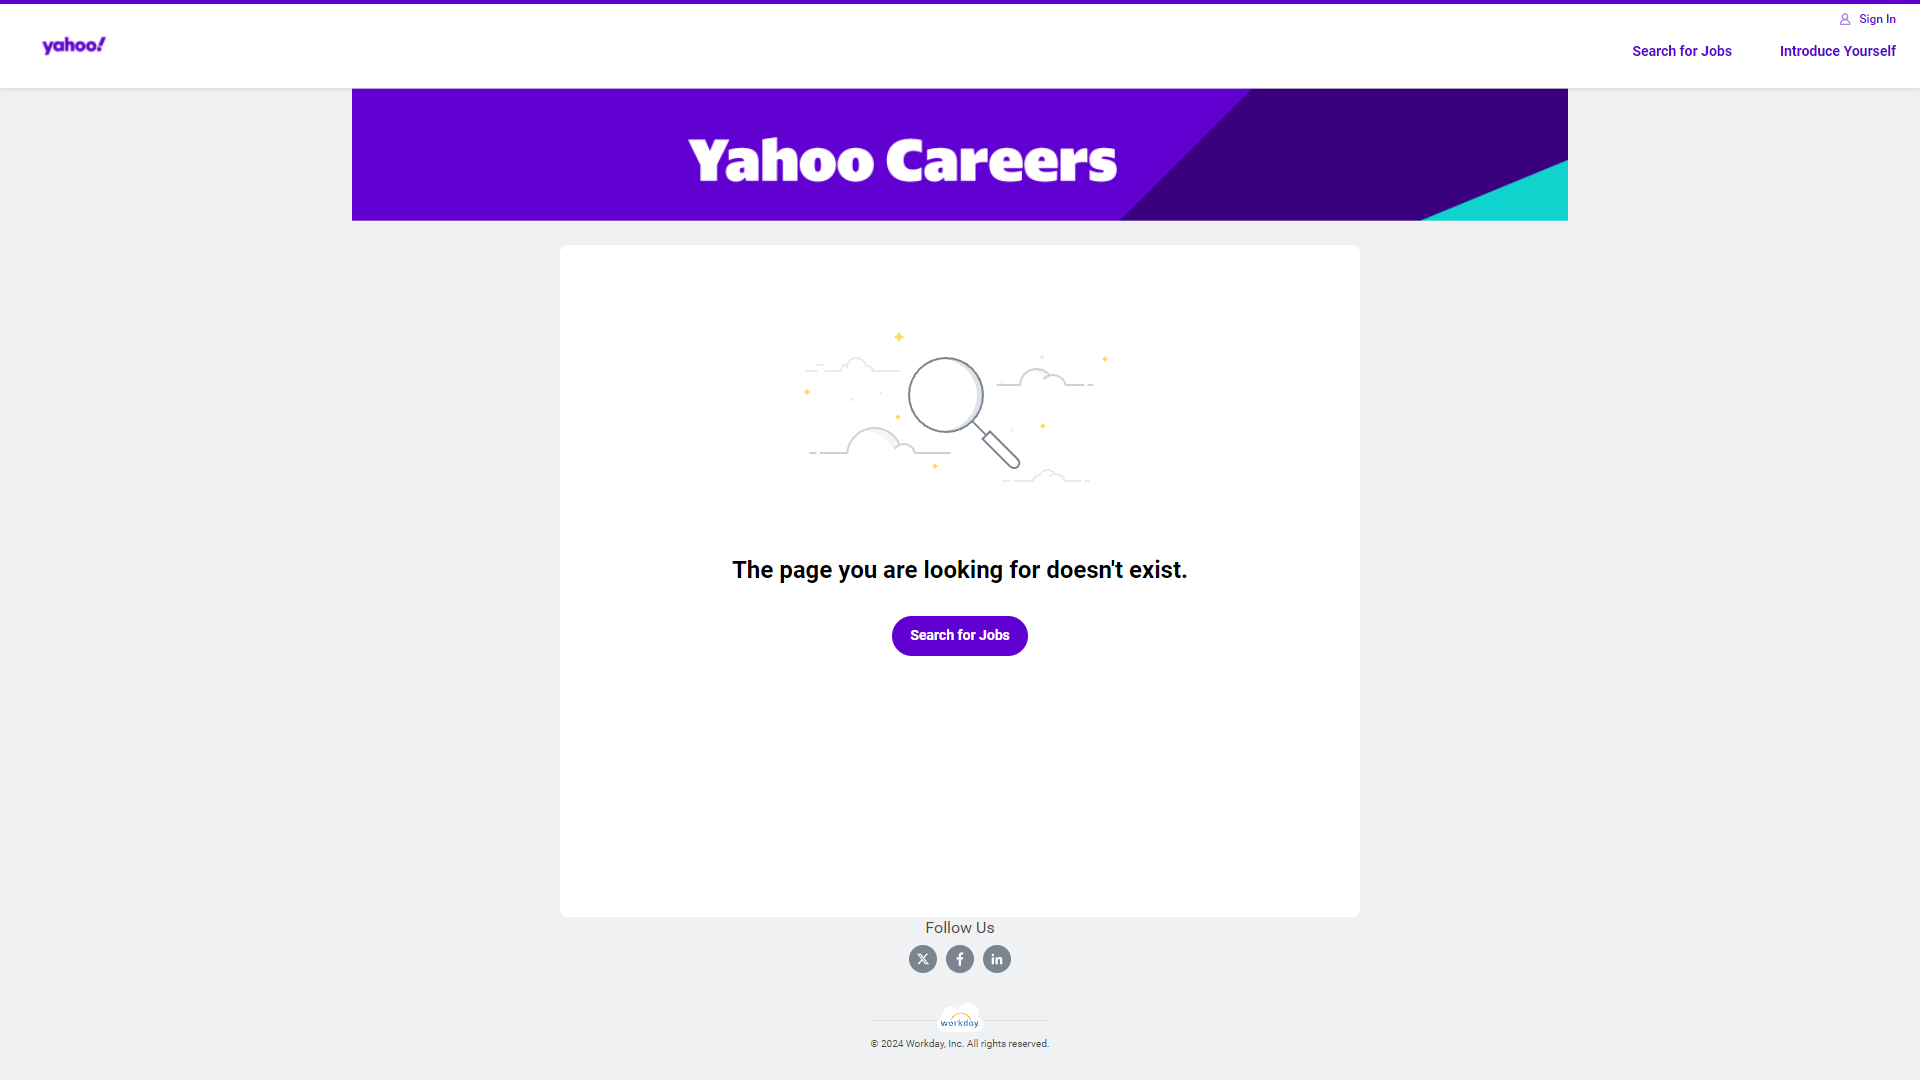 Sign In
yahoo!
Search for Jobs
Introduce Yourself
Yahoo Careers
The page you are looking for doesn't exist.
Search for Jobs
Follow Us
workday.
© 2024 Workday, Inc. All rights reserved.